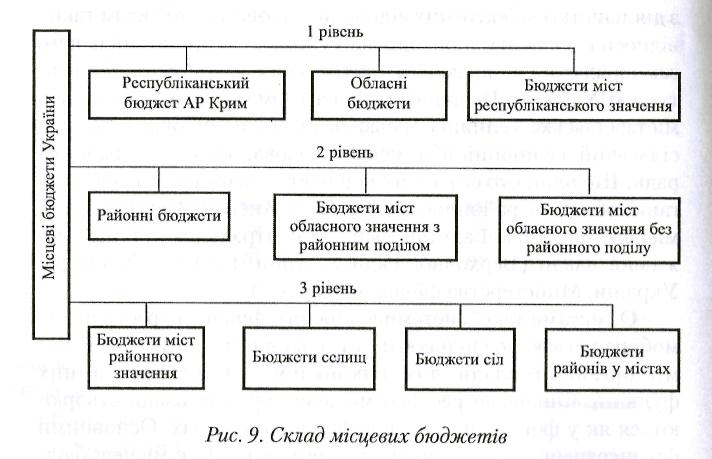 Місцеві бюджети України
1 рівень
Республіканський
бюджет АР Крим
Обласні
бюджети
Бюджети міст
республіканського значення
2 рівень
Районні бюджети
Бюджети міст
обласного значення з
районним поділом
Бюджети міст
обласного значення без
районного поділу
3 рівень
Бюджети міст
районного
значення
Бюджети селищ
Бюджети сіл
Бюджети
районів у містах
Рис. 9. Склад місцевих бюджетів